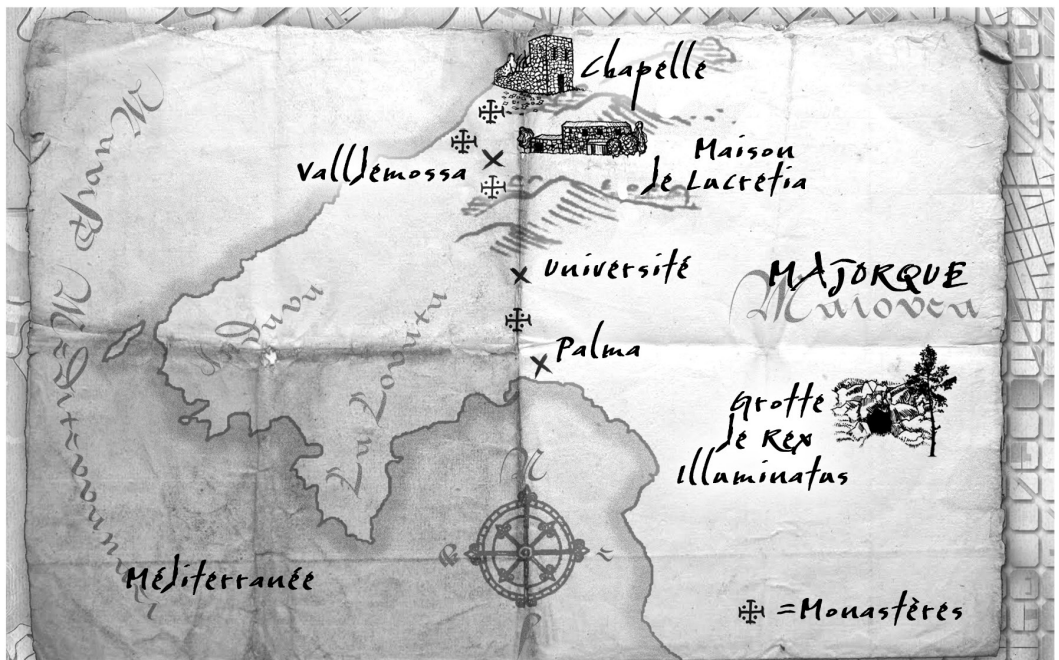 Chapelle
Valldemossa
Maison
de Lucretia
Université
MAJORQUE
Palma
Grotte
de Rex
Illuminatus
Méditerranée
=Monastères
N